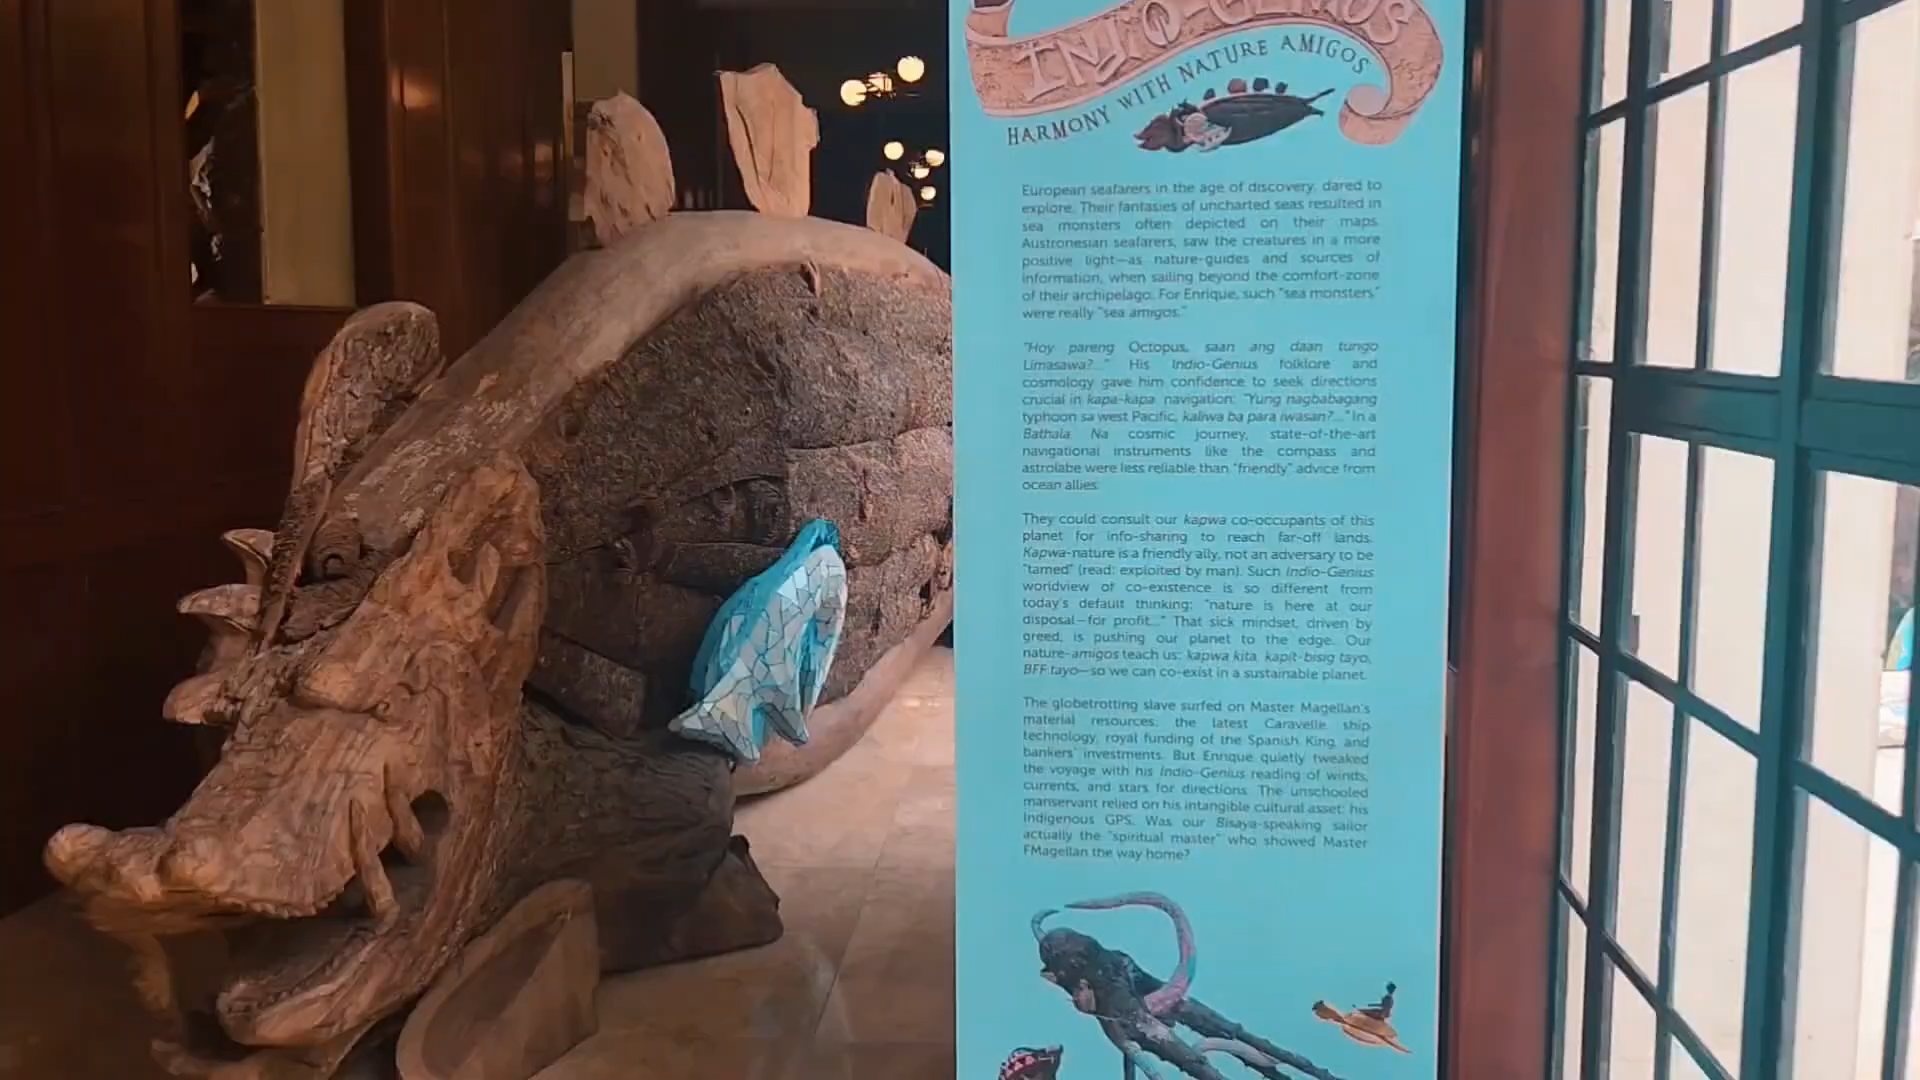 INDIO-GENIUS
HARMONY WITH NATURE AMIGOS
European seafarers in the age of discovery, dared to
explore. Their fantasies of uncharted seas resulted in
sea monsters often depicted on their maps.
Austronesian seafarers, saw the creatures in a more
positive light—as nature-guides and sources of
information, when sailing beyond the comfort-zone
of their archipelago. For Enrique, such "sea monsters"
were really "sea amigos."
"Hoy pareng Octopus, saan ang daan tungo
Limasawa?..." His Indio-Genius folklore and
cosmology gave him confidence to seek directions
crucial in kapa-kapa navigation: "Yung nagbabagang
typhoon sa west Pacific, kaliwa ba para iwasan?..." In a
Bathala Na cosmic journey, state-of-the-art
navigational instruments like the compass and
astrolabe were less reliable than "friendly" advice from
ocean allies.
They could consult our kapwa co-occupants of this
planet for info-sharing to reach far-off lands.
Kapwa-nature is a friendly ally, not an adversary to be
"tamed" (read: exploited by man). Such Indio-Genius
worldview of co-existence is so different from
today's default thinking: "nature is here at our
disposal—for profit..." That sick mindset, driven by
greed, is pushing our planet to the edge. Our
nature-amigos teach us: kapwa kita, kapit-bisig tayo,
BFF tayo—so we can co-exist in a sustainable planet.
The globetrotting slave surfed on Master Magellan's
material resources: the latest Caravelle ship
technology, royal funding of the Spanish King, and
bankers' investments. But Enrique quietly tweaked
the voyage with his Indio-Genius reading of winds,
currents, and stars for directions. The unschooled
manservant relied on his intangible cultural asset: his
Indigenous GPS. Was our Bisaya-speaking sailor
actually the "spiritual master" who showed Master
FMagellan the way home?